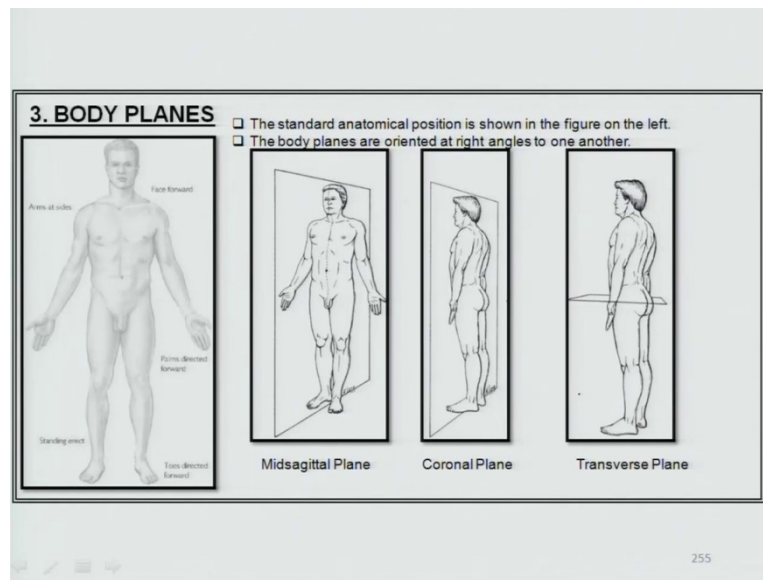 3. BODY PLANES
❑ The standard anatomical position is shown in the figure on the left.
❑ The body planes are oriented at right angles to one another.
Face forward
Arms at sides
Palms directed
forward
Standing erect
Toes directed
forward
Midsagittal Plane
Coronal Plane
Transverse Plane
255